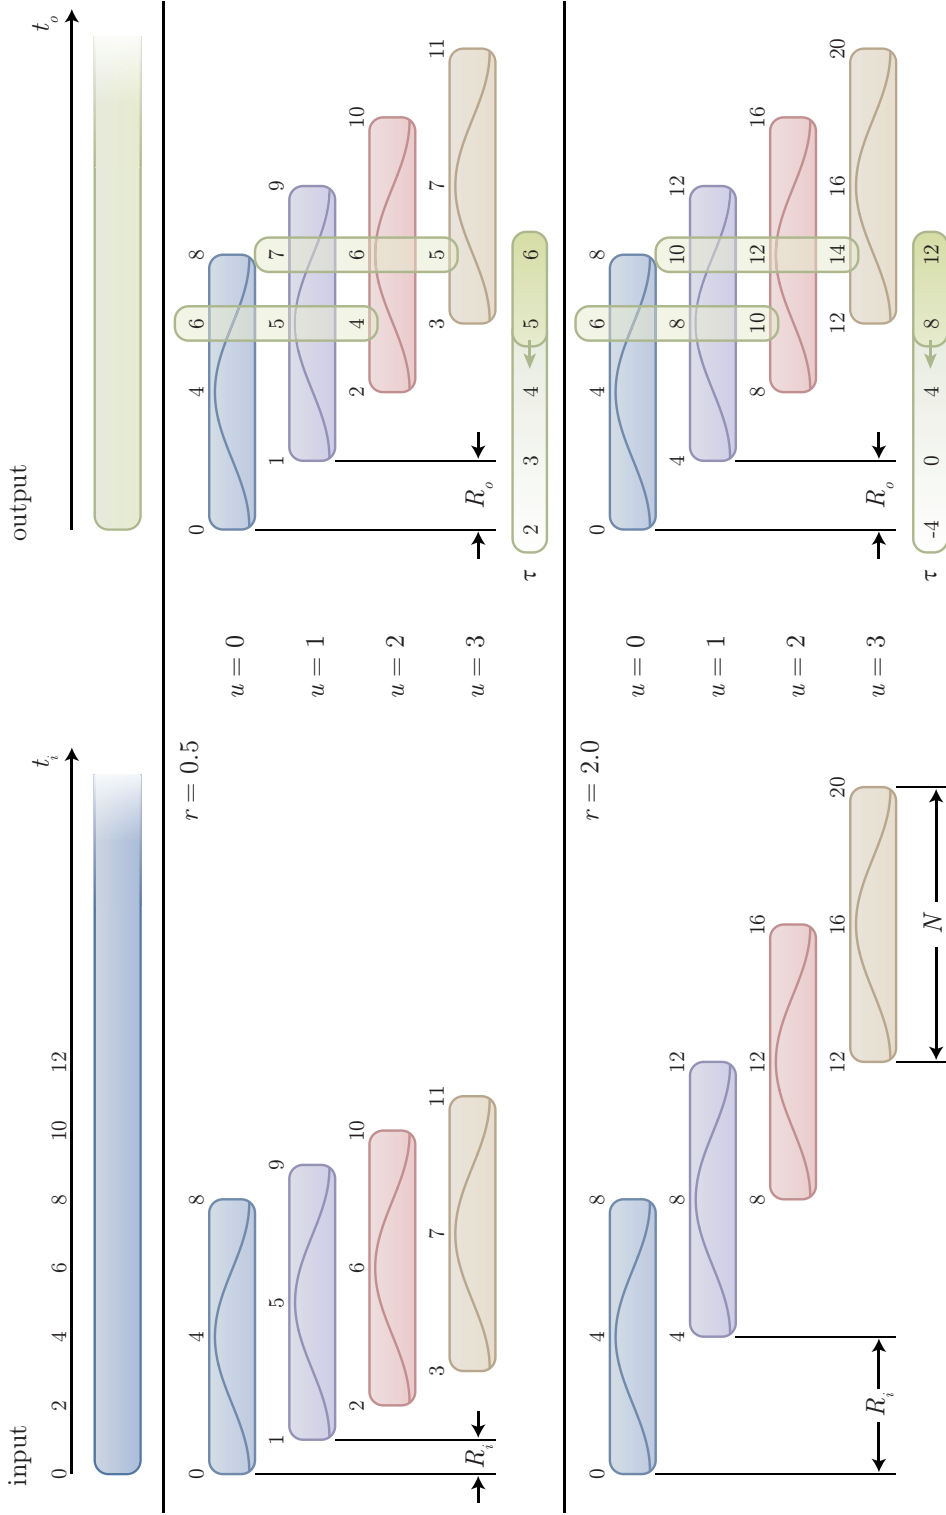 input
output
0 2 4 6 8 10 12
t_i
t_o
r = 0.5
0 4 8
u = 0
0 4 6 8
1 5 9
u = 1
1 5 7 9
2 6 10
u = 2
2 4 6 10
3 7 11
u = 3
3 5 7 11
R_i
R_o
τ 2 3 4 5 6
r = 2.0
0 4 8
u = 0
0 4 6 8
4 8 12
u = 1
4 8 10 12
8 12 16
u = 2
8 10 12 16
12 16 20
u = 3
12 14 16 20
R_i
R_o
N
τ -4 0 4 8 12